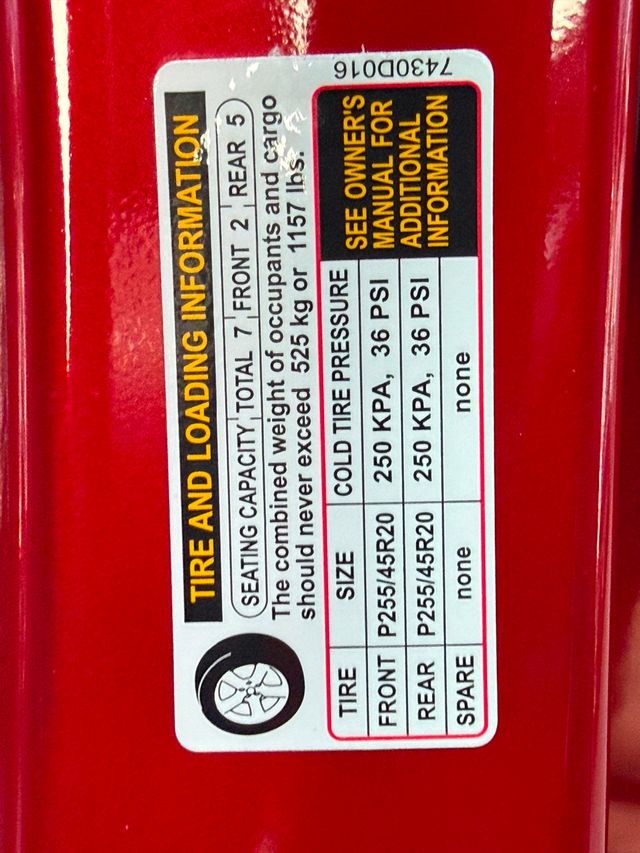 TIRE AND LOADING INFORMATION
SEATING CAPACITY TOTAL 7 FRONT 2 REAR 5
The combined weight of occupants and cargo
should never exceed 525 kg or 1157 lbs.
TIRE SIZE COLD TIRE PRESSURE
FRONT P255/45R20 250 KPA, 36 PSI
REAR P255/45R20 250 KPA, 36 PSI
SPARE none none
SEE OWNER'S
MANUAL FOR
ADDITIONAL
INFORMATION
7430D016